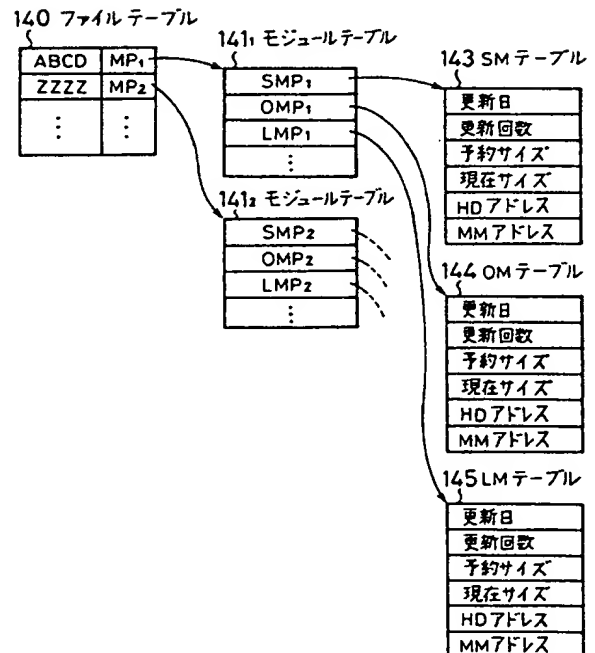 140 ファイルテーブル
ABCD MP₁
ZZZZ MP₂
⋮ ⋮
141₁ モジュールテーブル
SMP₁
OMP₁
LMP₁
⋮
141₂ モジュールテーブル
SMP₂
OMP₂
LMP₂
⋮
143 SMテーブル
更新日
更新回数
予約サイズ
現在サイズ
HDアドレス
MMアドレス
144 OMテーブル
更新日
更新回数
予約サイズ
現在サイズ
HDアドレス
MMアドレス
145 LMテーブル
更新日
更新回数
予約サイズ
現在サイズ
HDアドレス
MMアドレス